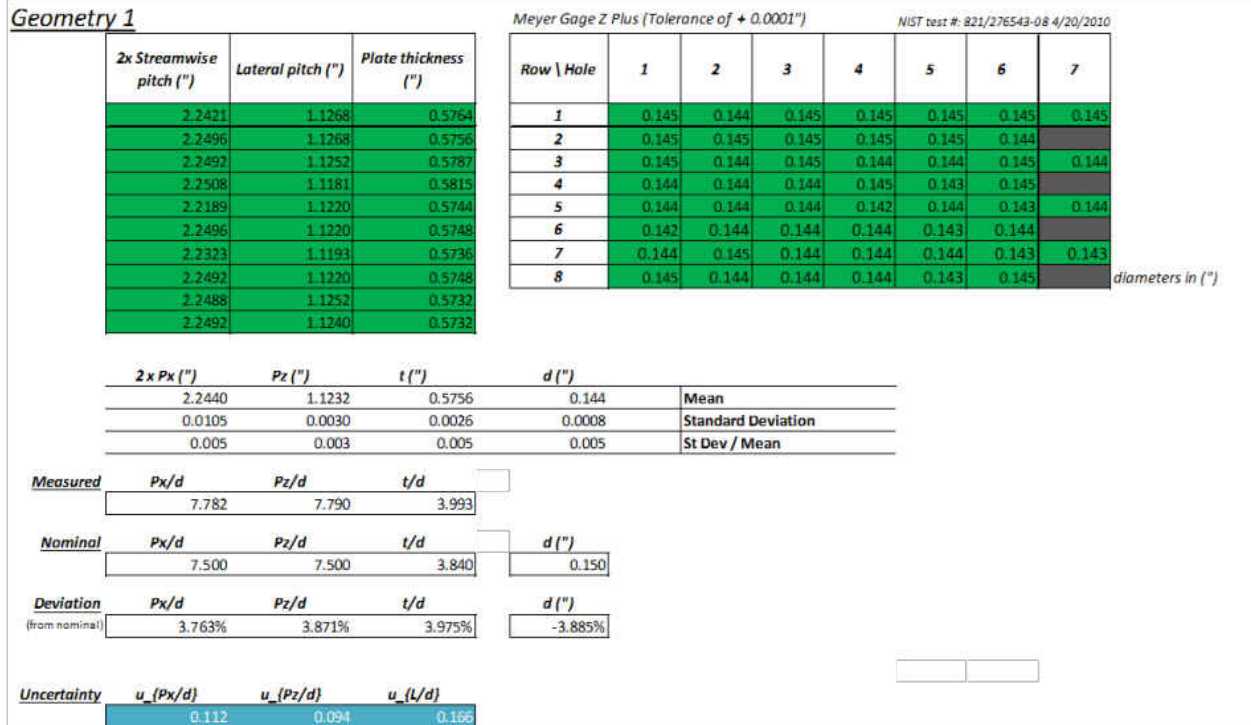 Geometry 1
Meyer Gage Z Plus (Tolerance of + 0.0001") NIST test #: 821/276543-08 4/20/2010
2x Streamwise pitch (") Lateral pitch (") Plate thickness (")
2.2421 1.1268 0.5764
2.2496 1.1268 0.5756
2.2492 1.1252 0.5787
2.2508 1.1181 0.5815
2.2189 1.1220 0.5744
2.2496 1.1220 0.5748
2.2323 1.1193 0.5736
2.2492 1.1220 0.5748
2.2488 1.1252 0.5732
2.2492 1.1240 0.5732
Row \ Hole 1 2 3 4 5 6 7
1 0.145 0.144 0.145 0.145 0.145 0.145 0.145
2 0.145 0.145 0.145 0.145 0.145 0.144
3 0.145 0.144 0.145 0.144 0.144 0.145 0.144
4 0.144 0.144 0.144 0.145 0.143 0.145
5 0.144 0.144 0.144 0.142 0.144 0.143 0.144
6 0.142 0.144 0.144 0.144 0.143 0.144
7 0.144 0.145 0.144 0.144 0.144 0.143 0.143
8 0.145 0.144 0.144 0.144 0.143 0.145
diameters in (")
2 x Px (") Pz (") t (") d (")
2.2440 1.1232 0.5756 0.144 Mean
0.0105 0.0030 0.0026 0.0008 Standard Deviation
0.005 0.003 0.005 0.005 St Dev / Mean
Measured Px/d Pz/d t/d
7.782 7.790 3.993
Nominal Px/d Pz/d t/d d (")
7.500 7.500 3.840 0.150
Deviation Px/d Pz/d t/d d (")
(from nominal) 3.763% 3.871% 3.975% -3.885%
Uncertainty u_{Px/d} u_{Pz/d} u_{L/d}
0.112 0.094 0.166